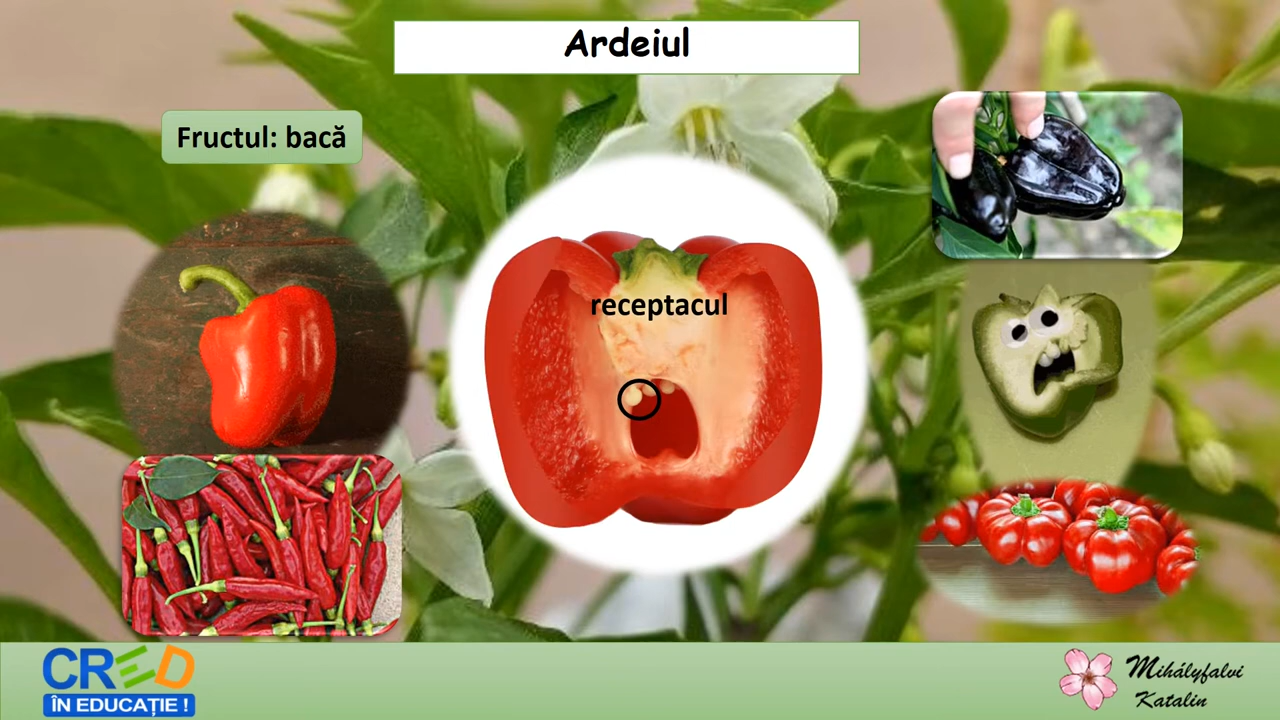 Ardeiul
Fructul: bacă
receptacul
CRED
ÎN EDUCAȚIE !
Mihályfalvi
Katalin